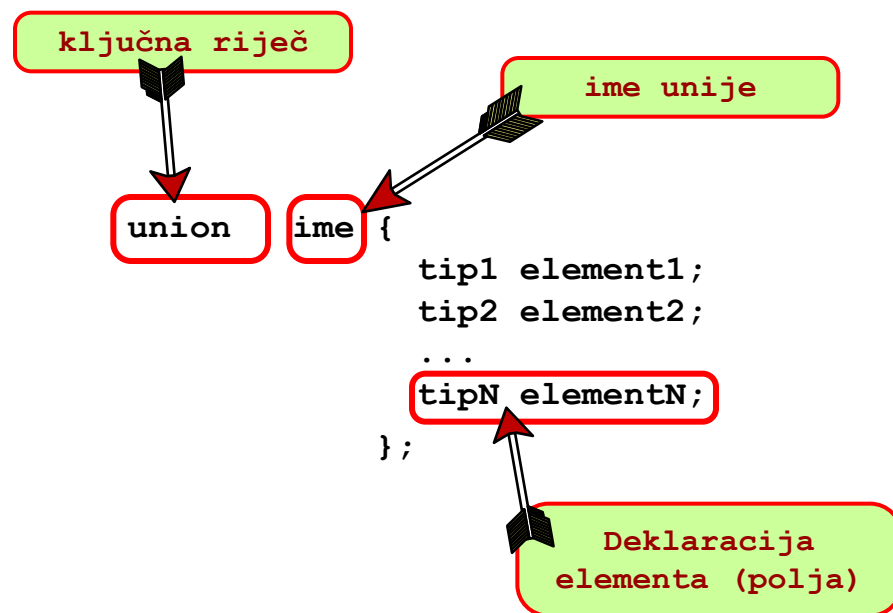 ključna riječ
ime unije
union ime {
tip1 element1;
tip2 element2;
...
tipN elementN;
};
Deklaracija
elementa (polja)